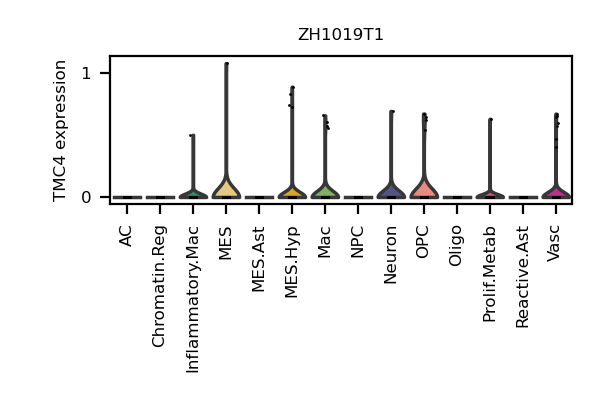 ZH1019T1
TMC4 expression
1
0
AC
Chromatin.Reg
Inflammatory.Mac
MES
MES.Ast
MES.Hyp
Mac
NPC
Neuron
OPC
Oligo
Prolif.Metab
Reactive.Ast
Vasc